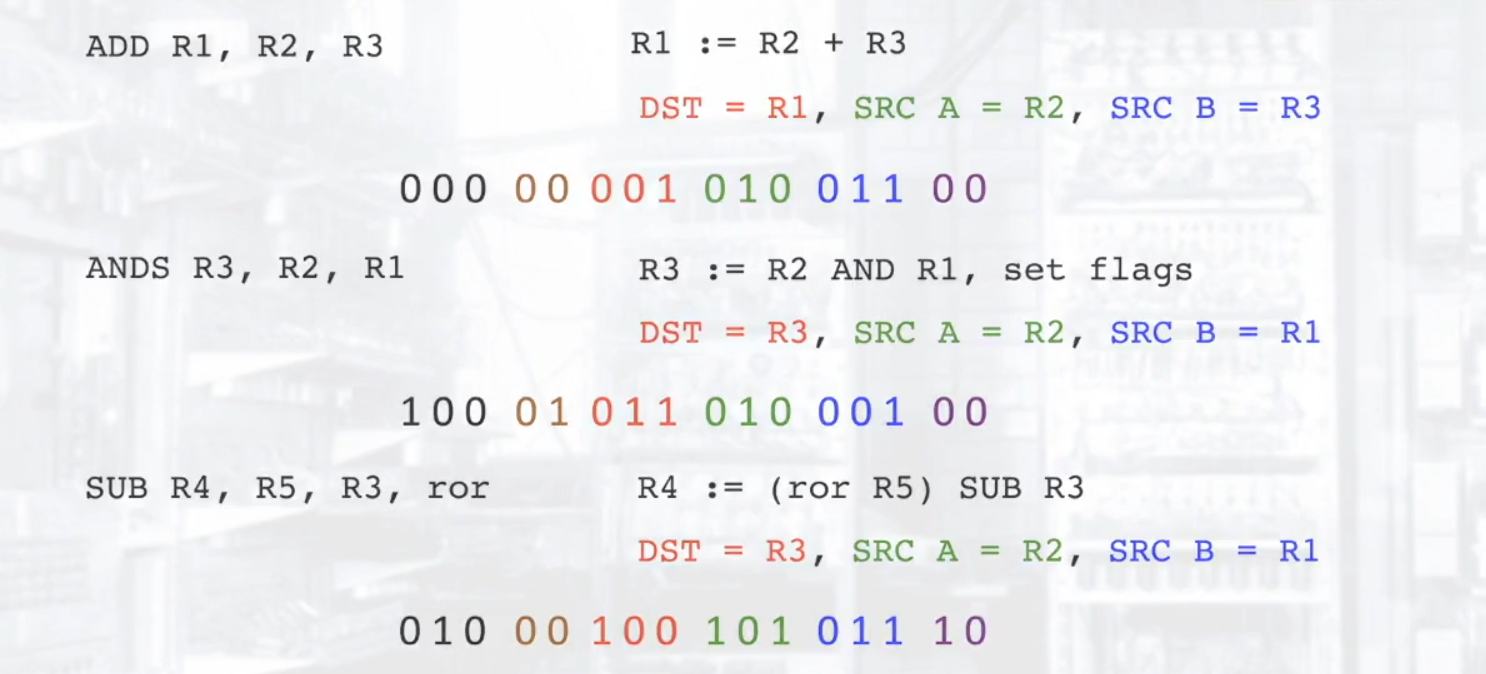 ADD R1, R2, R3 R1 := R2 + R3
DST = R1, SRC A = R2, SRC B = R3
000 00 001 010 011 00
ANDS R3, R2, R1 R3 := R2 AND R1, set flags
DST = R3, SRC A = R2, SRC B = R1
100 01 011 010 001 00
SUB R4, R5, R3, ror R4 := (ror R5) SUB R3
DST = R3, SRC A = R2, SRC B = R1
010 00 100 101 011 10